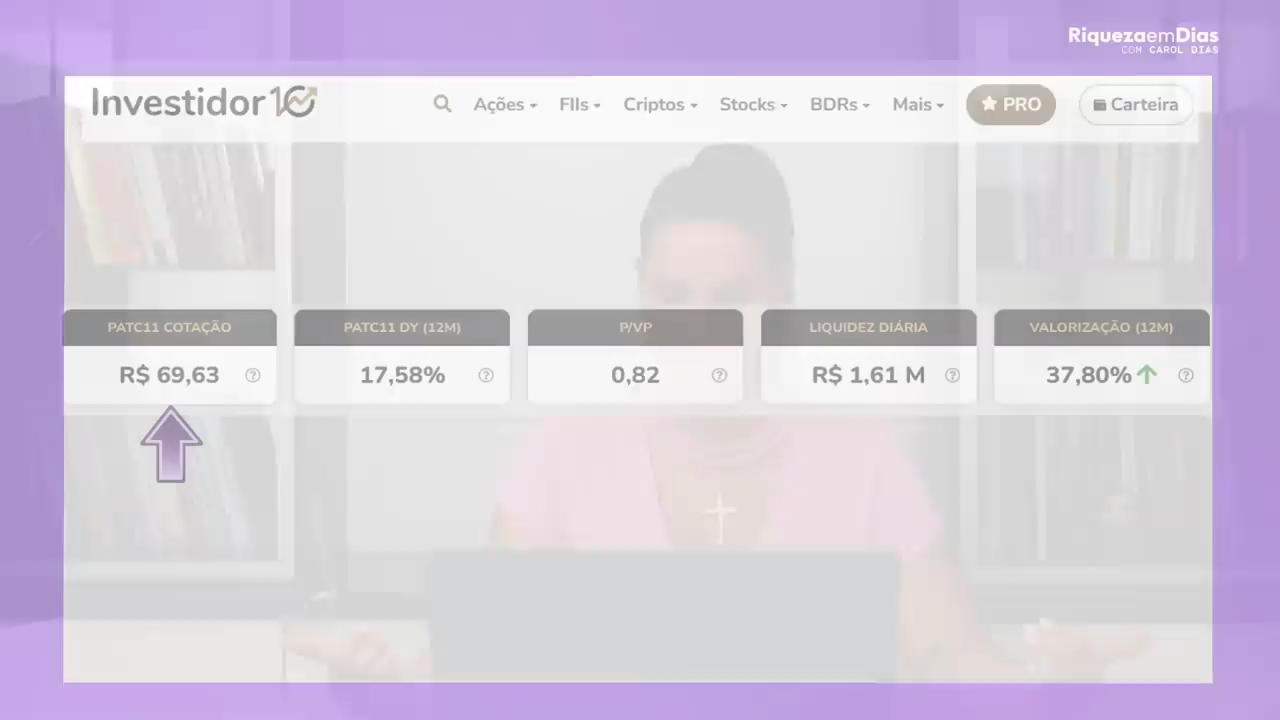 RiquezaemDias
COM CAROL DIAS
Investidor10
Ações FIIs Criptos Stocks BDRs Mais PRO Carteira
PATC11 COTAÇÃO PATC11 DY (12M) P/VP LIQUIDEZ DIÁRIA VALORIZAÇÃO (12M)
R$ 69,63 17,58% 0,82 R$ 1,61 M 37,80%